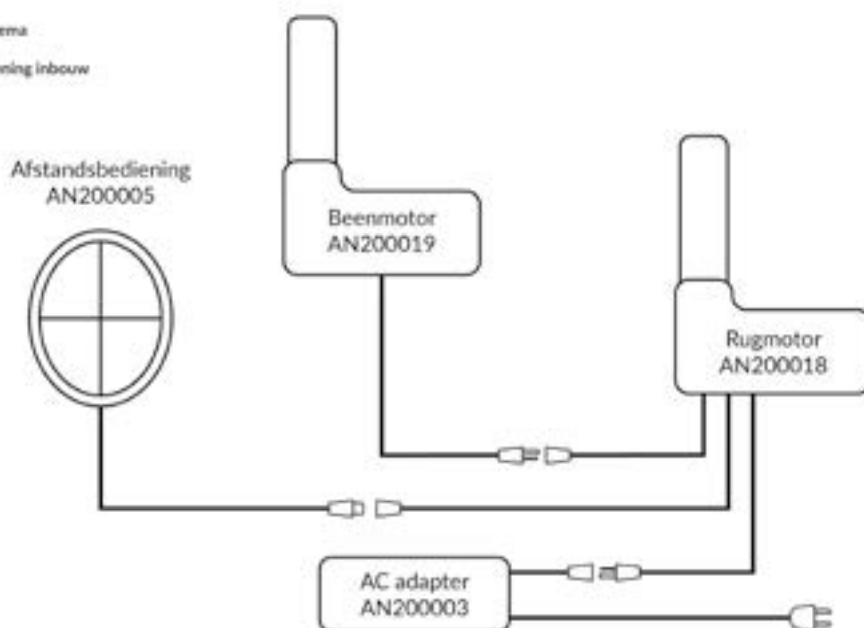 ema
ning inbouw
Afstandsbediening
AN200005
Beenmotor
AN200019
Rugmotor
AN200018
AC adapter
AN200003